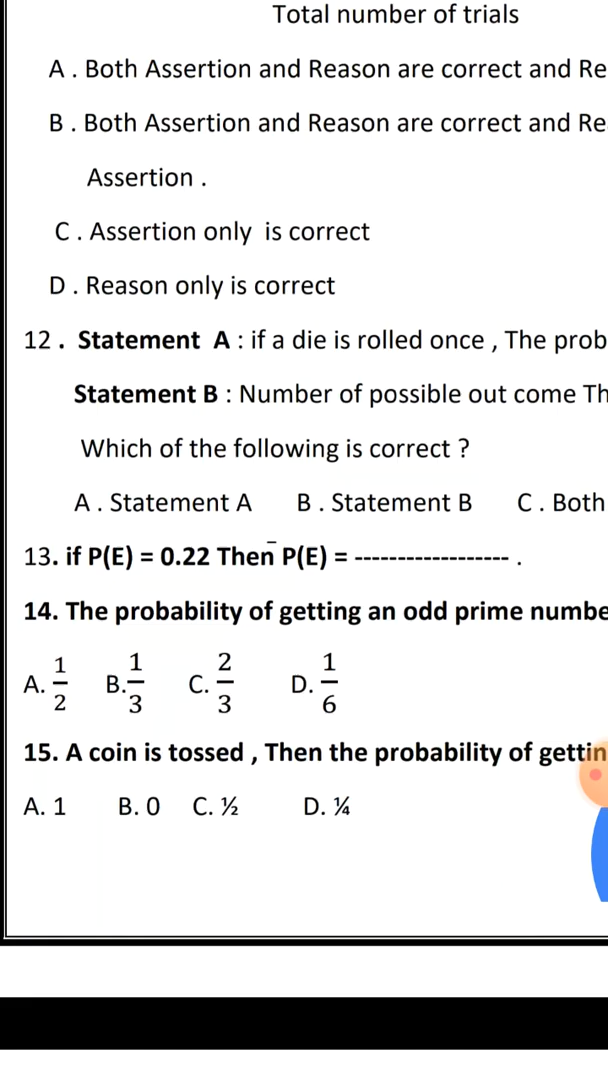 Total number of trials
A . Both Assertion and Reason are correct and Re
B . Both Assertion and Reason are correct and Re
Assertion .
C . Assertion only is correct
D . Reason only is correct
12 . Statement A : if a die is rolled once , The prob
Statement B : Number of possible out come Th
Which of the following is correct ?
A . Statement A B . Statement B C . Both
13. if P(E) = 0.22 Then P(E̅) = ------------------ .
14. The probability of getting an odd prime numbe
A. 1/2 B. 1/3 C. 2/3 D. 1/6
15. A coin is tossed , Then the probability of gettin
A. 1 B. 0 C. ½ D. ¼